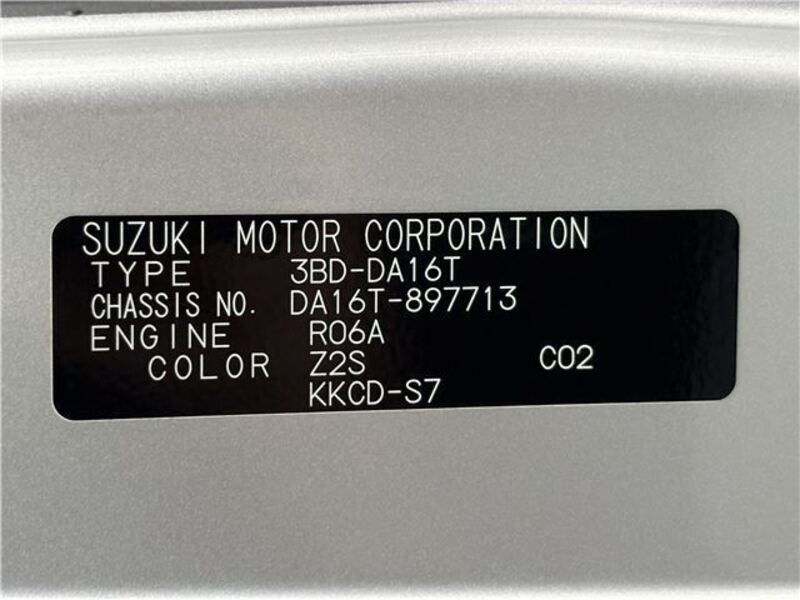 SUZUKI MOTOR CORPORATION
TYPE 3BD-DA16T
CHASSIS NO. DA16T-897713
ENGINE R06A
COLOR Z2S C02
KKCD-S7